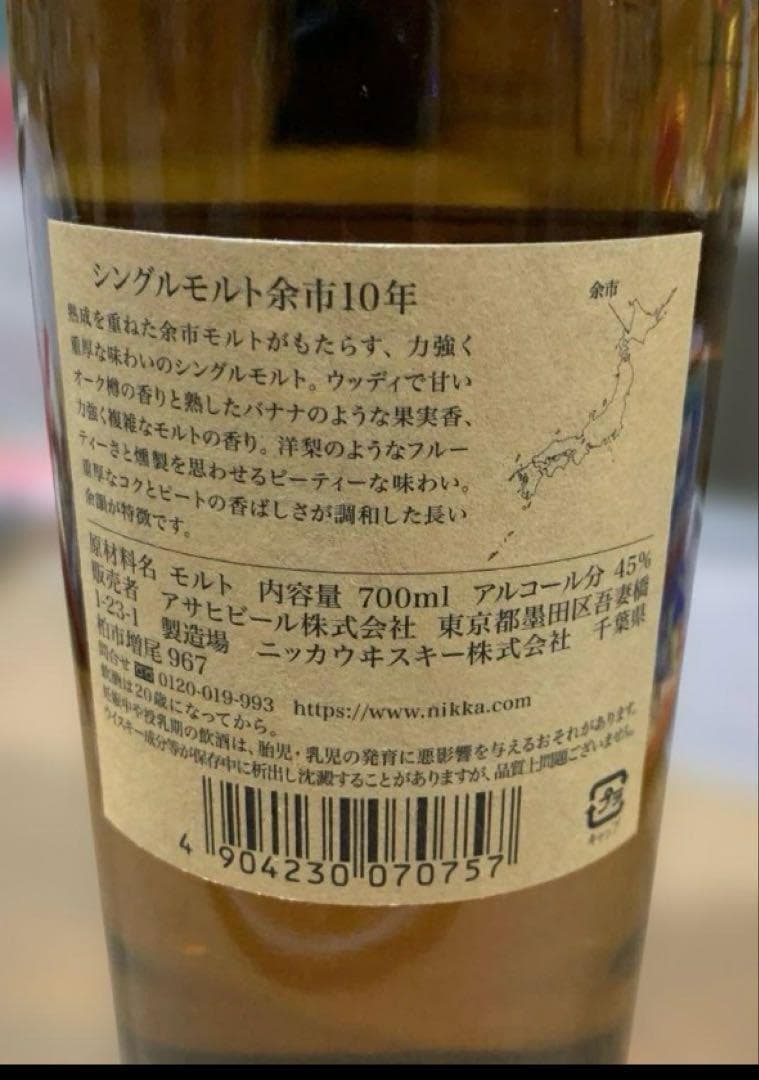 シングルモルト余市10年
余市
熟成を重ねた余市モルトがもたらす、力強く
重厚な味わいのシングルモルト。ウッディで甘い
オーク樽の香りと熟したバナナのような果実香、
力強く複雑なモルトの香り。洋梨のようなフルー
ティーさと燻製を思わせるピーティーな味わい。
重厚なコクとピートの香ばしさが調和した長い
余韻が特徴です。
原材料名 モルト 内容量 700ml アルコール分 45%
販売者 アサヒビール株式会社 東京都墨田区吾妻橋
1-23-1 製造場 ニッカウヰスキー株式会社 千葉県
柏市増尾967
問合せ 0120-019-993 https://www.nikka.com
飲酒は20歳になってから。
妊娠中や授乳期の飲酒は、胎児・乳児の発育に悪影響を与えるおそれがあります。
ウイスキー成分等が保存中に析出し沈澱することがありますが、品質上問題ございません。
4 904230 070757
キャップ